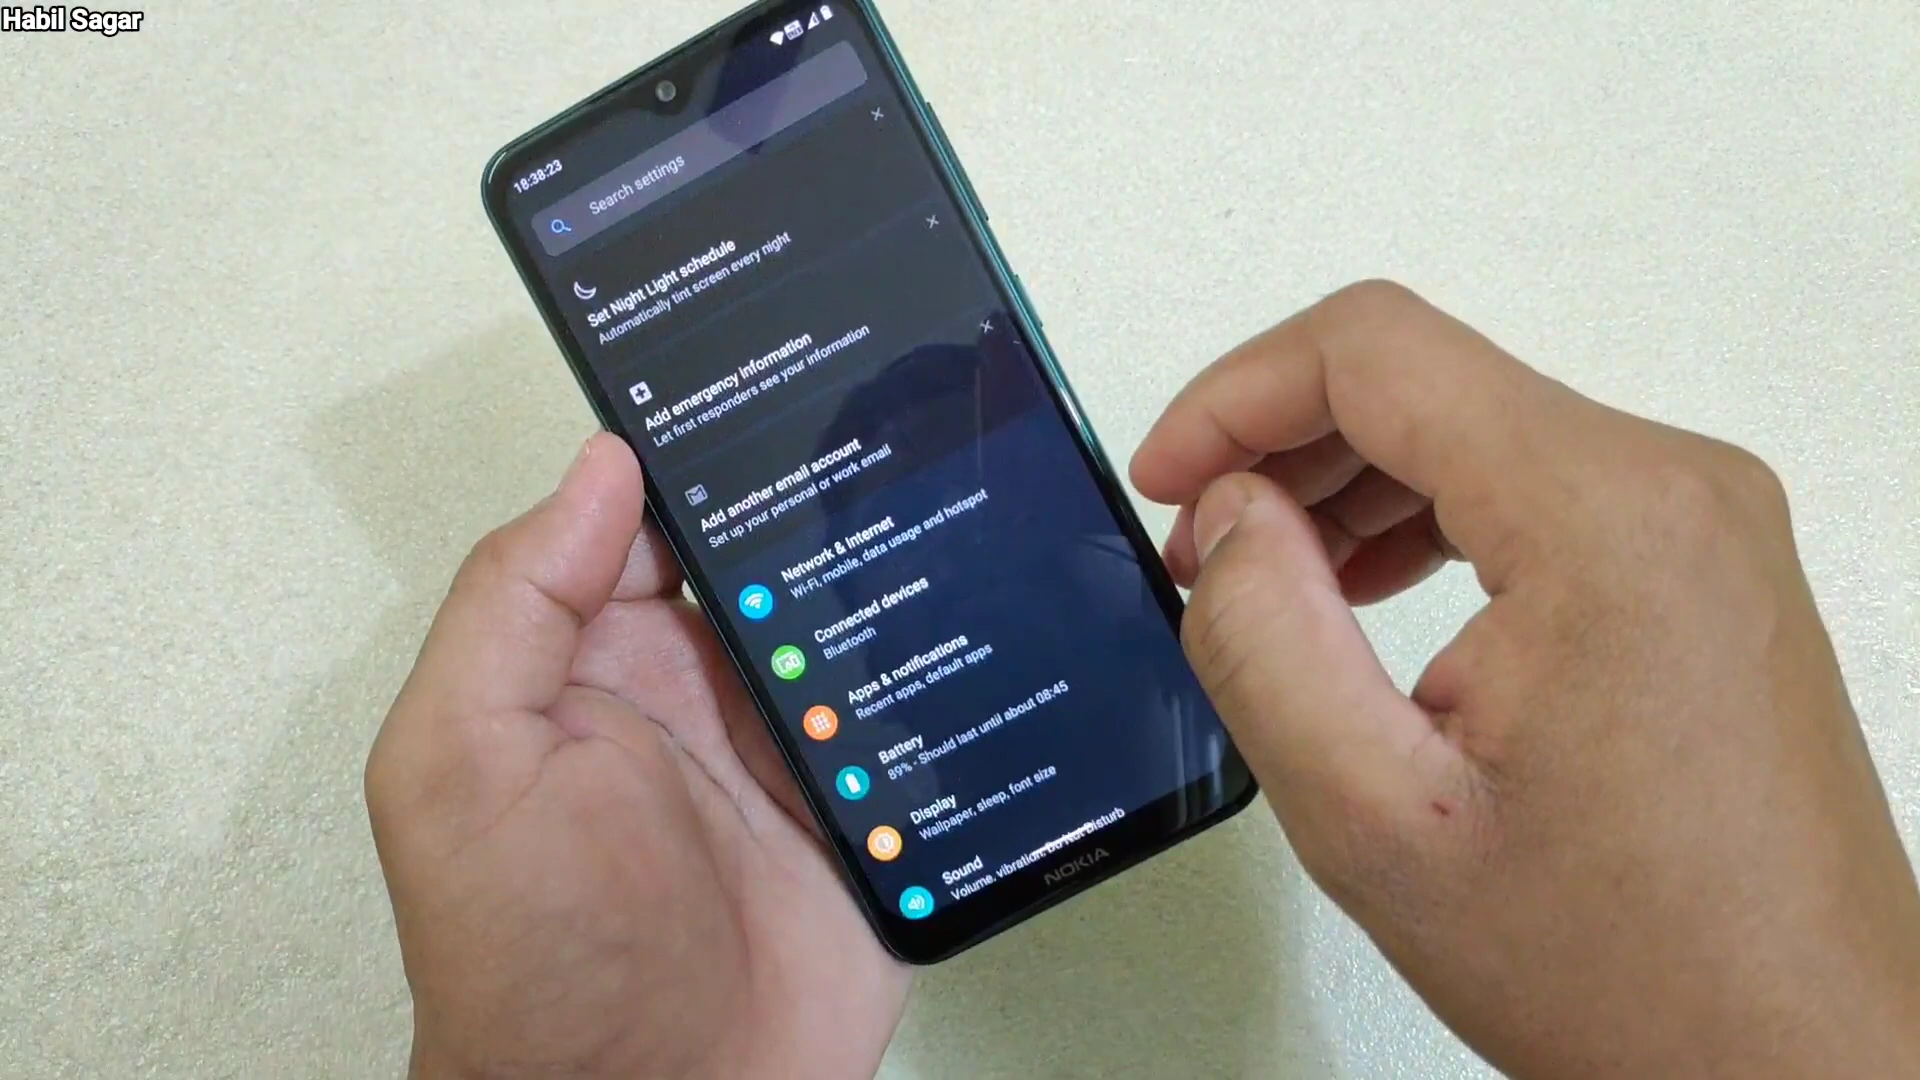 Habil Sagar
18:38:23
Search settings
Set Night Light schedule
Automatically tint screen every night
Add emergency information
Let first responders see your information
Add another email account
Set up your personal or work email
Network & Internet
Wi-Fi, mobile, data usage and hotspot
Connected devices
Bluetooth
Apps & notifications
Recent apps, default apps
Battery
89% - Should last until about 08:45
Display
Wallpaper, sleep, font size
Sound
Volume, vibration, Do Not Disturb
NOKIA